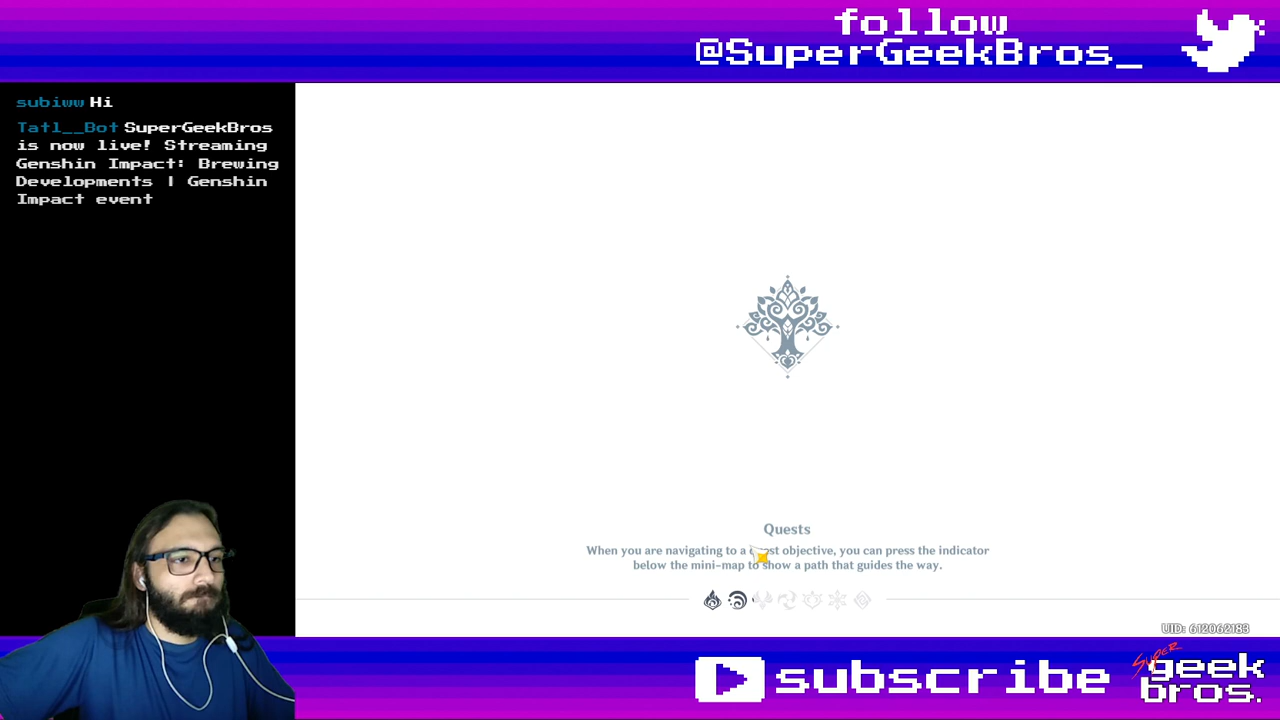 follow
@SuperGeekBros_
subiww Hi
Tatl__Bot SuperGeekBros
is now live! Streaming
Genshin Impact: Brewing
Developments | Genshin
Impact event
Quests
When you are navigating to a quest objective, you can press the indicator
below the mini-map to show a path that guides the way.
UID: 612062183
subscribe
super
geek
bros.